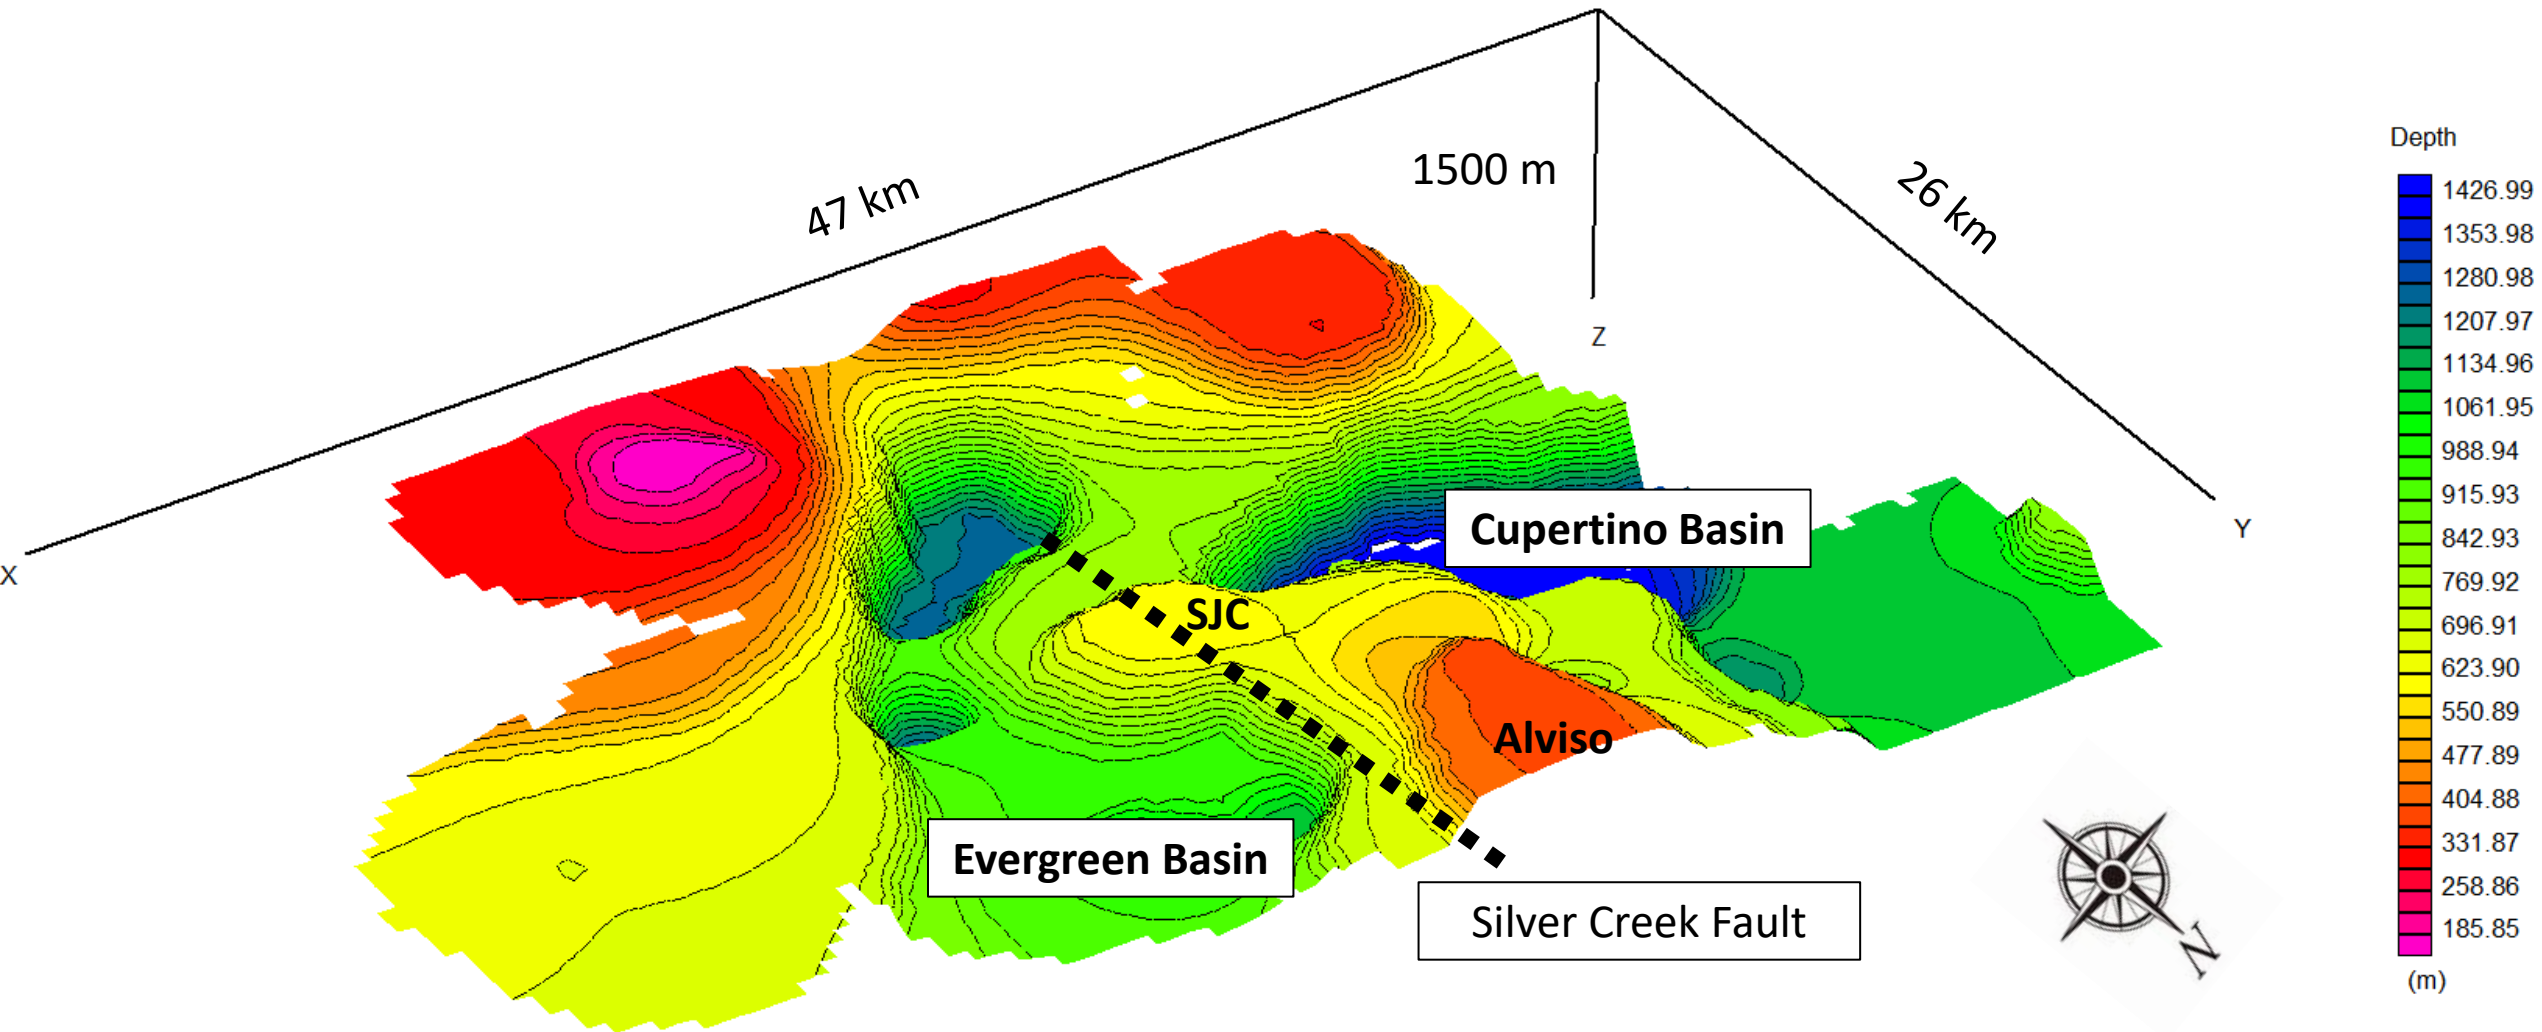 47 km
1500 m
26 km
Z
X
Y
Cupertino Basin
SJC
Alviso
Evergreen Basin
Silver Creek Fault
N
Depth
1426.99
1353.98
1280.98
1207.97
1134.96
1061.95
988.94
915.93
842.93
769.92
696.91
623.90
550.89
477.89
404.88
331.87
258.86
185.85
(m)